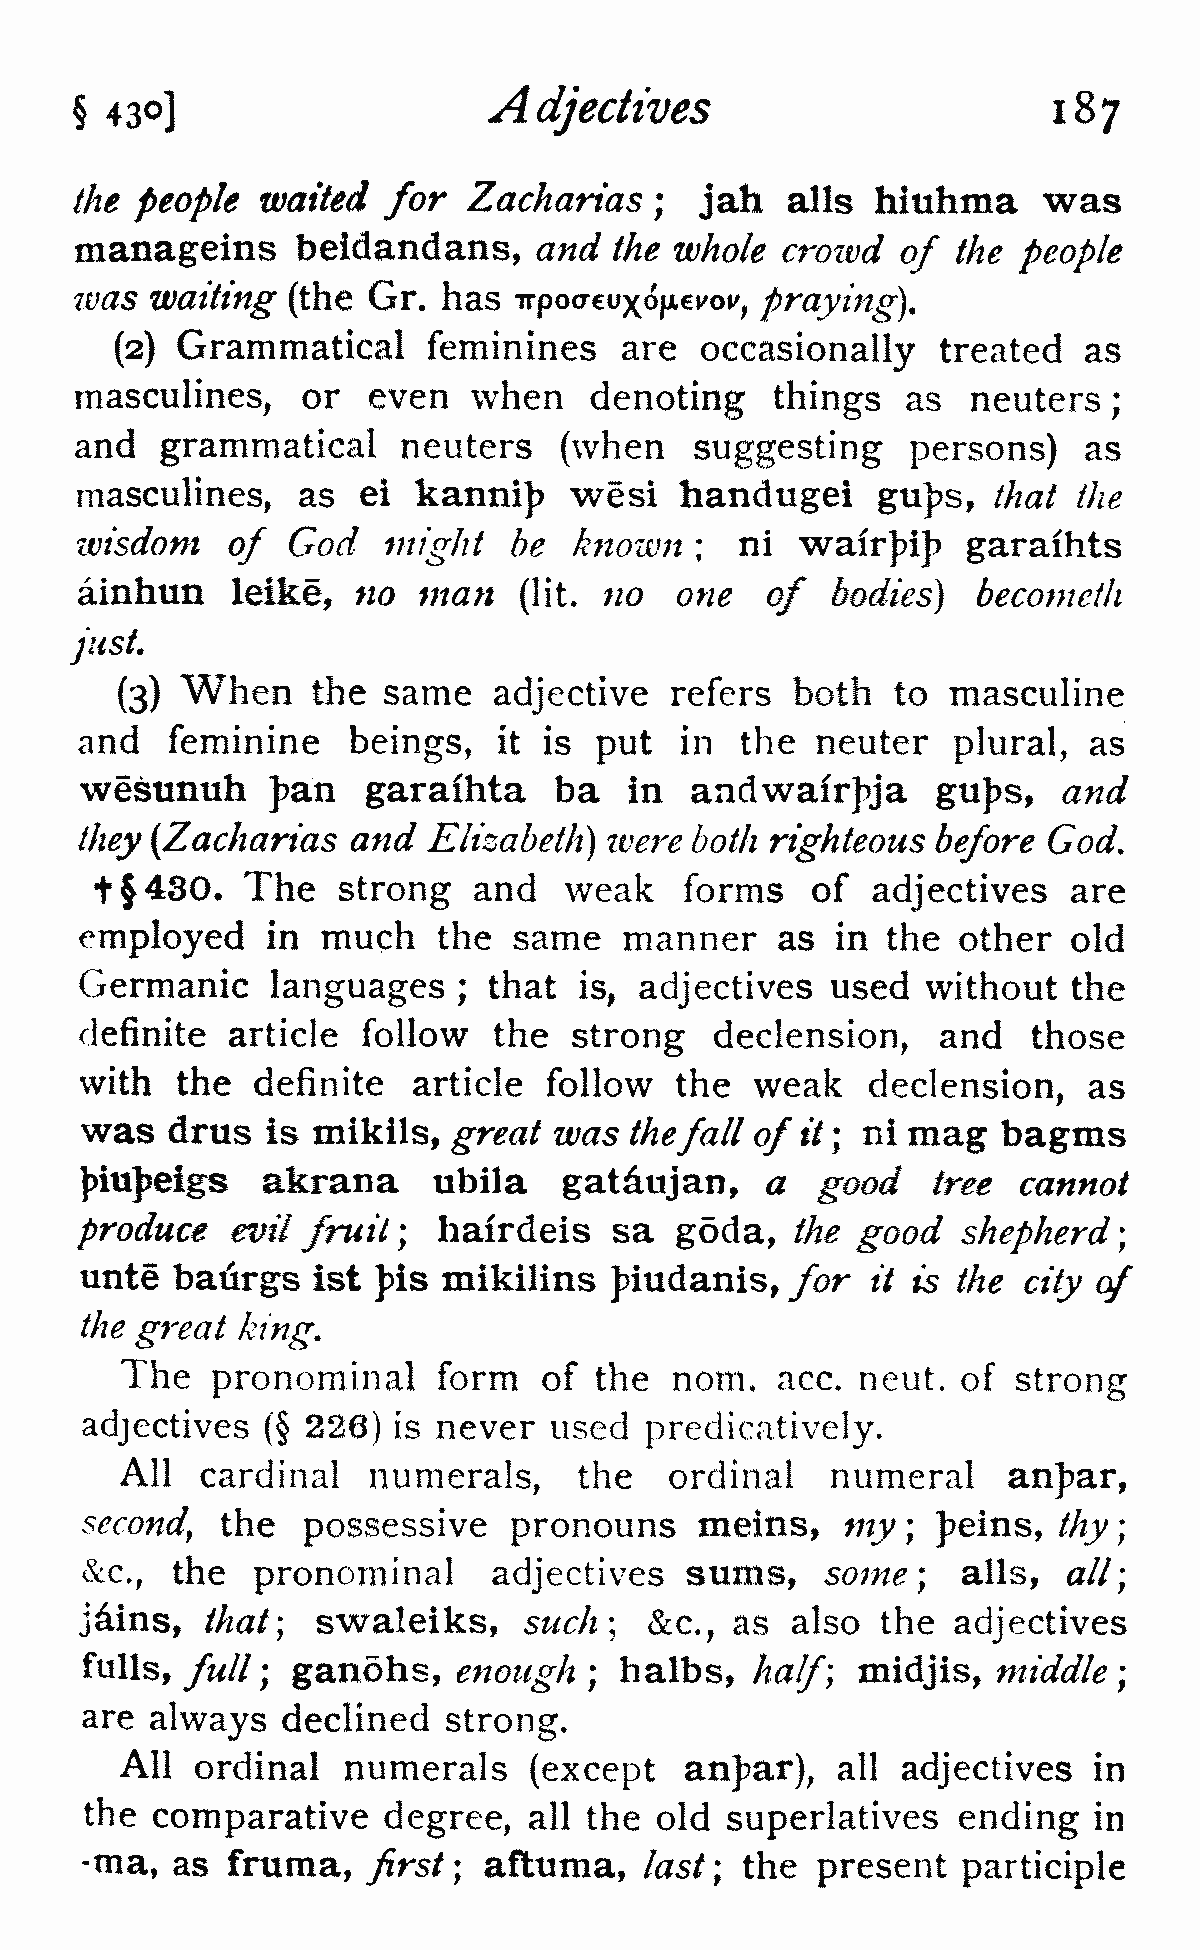 § 430] Adjectives 187
the people waited for Zacharias; jah alls hiuhma was
manageins beidandans, and the whole crowd of the people
was waiting (the Gr. has προσευχόμενον, praying).
(2) Grammatical feminines are occasionally treated as
masculines, or even when denoting things as neuters;
and grammatical neuters (when suggesting persons) as
masculines, as ei kanniþ wēsi handugei guþs, that the
wisdom of God might be known; ni waírþiþ garaíhts
áinhun leikē, no man (lit. no one of bodies) becometh
just.
(3) When the same adjective refers both to masculine
and feminine beings, it is put in the neuter plural, as
wēsunuh þan garaíhta ba in andwaírþja guþs, and
they (Zacharias and Elizabeth) were both righteous before God.
†§ 430. The strong and weak forms of adjectives are
employed in much the same manner as in the other old
Germanic languages; that is, adjectives used without the
definite article follow the strong declension, and those
with the definite article follow the weak declension, as
was drus is mikils, great was the fall of it; ni mag bagms
þiuþeigs akrana ubila gatáujan, a good tree cannot
produce evil fruit; haírdeis sa gōda, the good shepherd;
untē baúrgs ist þis mikilins þiudanis, for it is the city of
the great king.
The pronominal form of the nom. acc. neut. of strong
adjectives (§ 226) is never used predicatively.
All cardinal numerals, the ordinal numeral anþar,
second, the possessive pronouns meins, my; þeins, thy;
&c., the pronominal adjectives sums, some; alls, all;
jáins, that; swaleiks, such; &c., as also the adjectives
fulls, full; ganōhs, enough; halbs, half; midjis, middle;
are always declined strong.
All ordinal numerals (except anþar), all adjectives in
the comparative degree, all the old superlatives ending in
-ma, as fruma, first; aftuma, last; the present participle